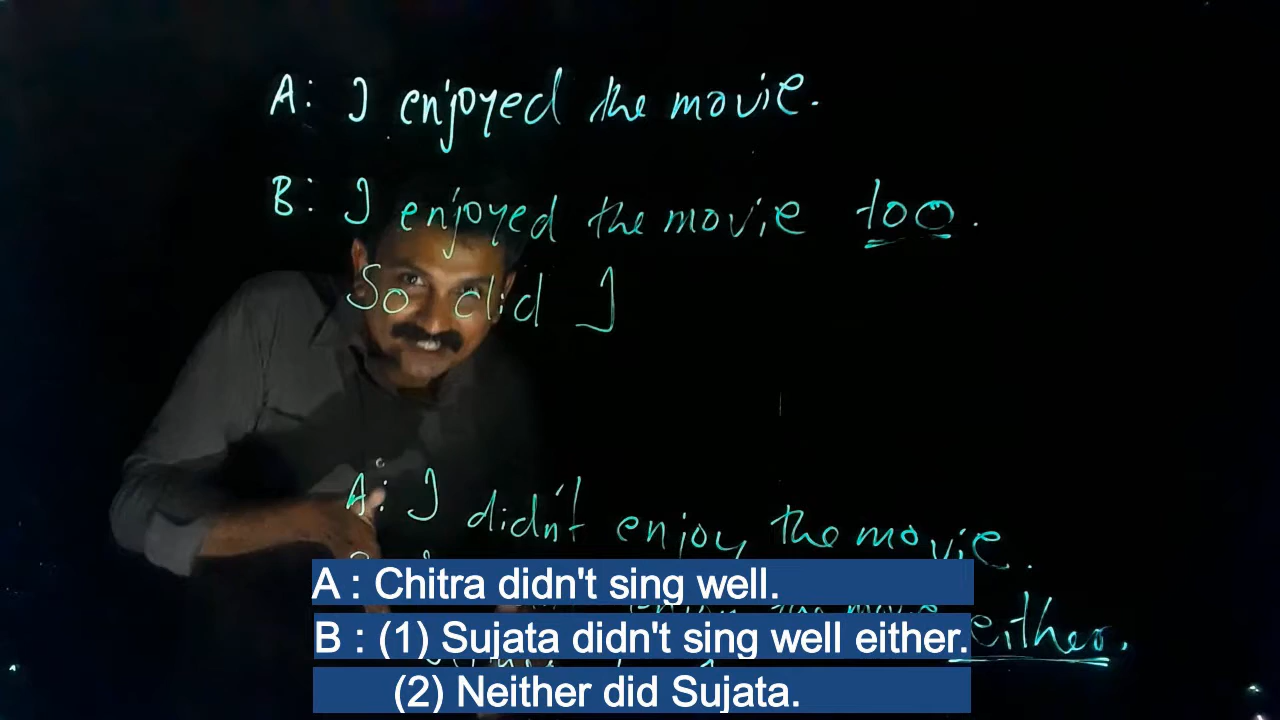 A: I enjoyed the movie.
B: I enjoyed the movie too.
So did I
A: I didn't enjoy the movie.
either.
A : Chitra didn't sing well.
B : (1) Sujata didn't sing well either.
(2) Neither did Sujata.